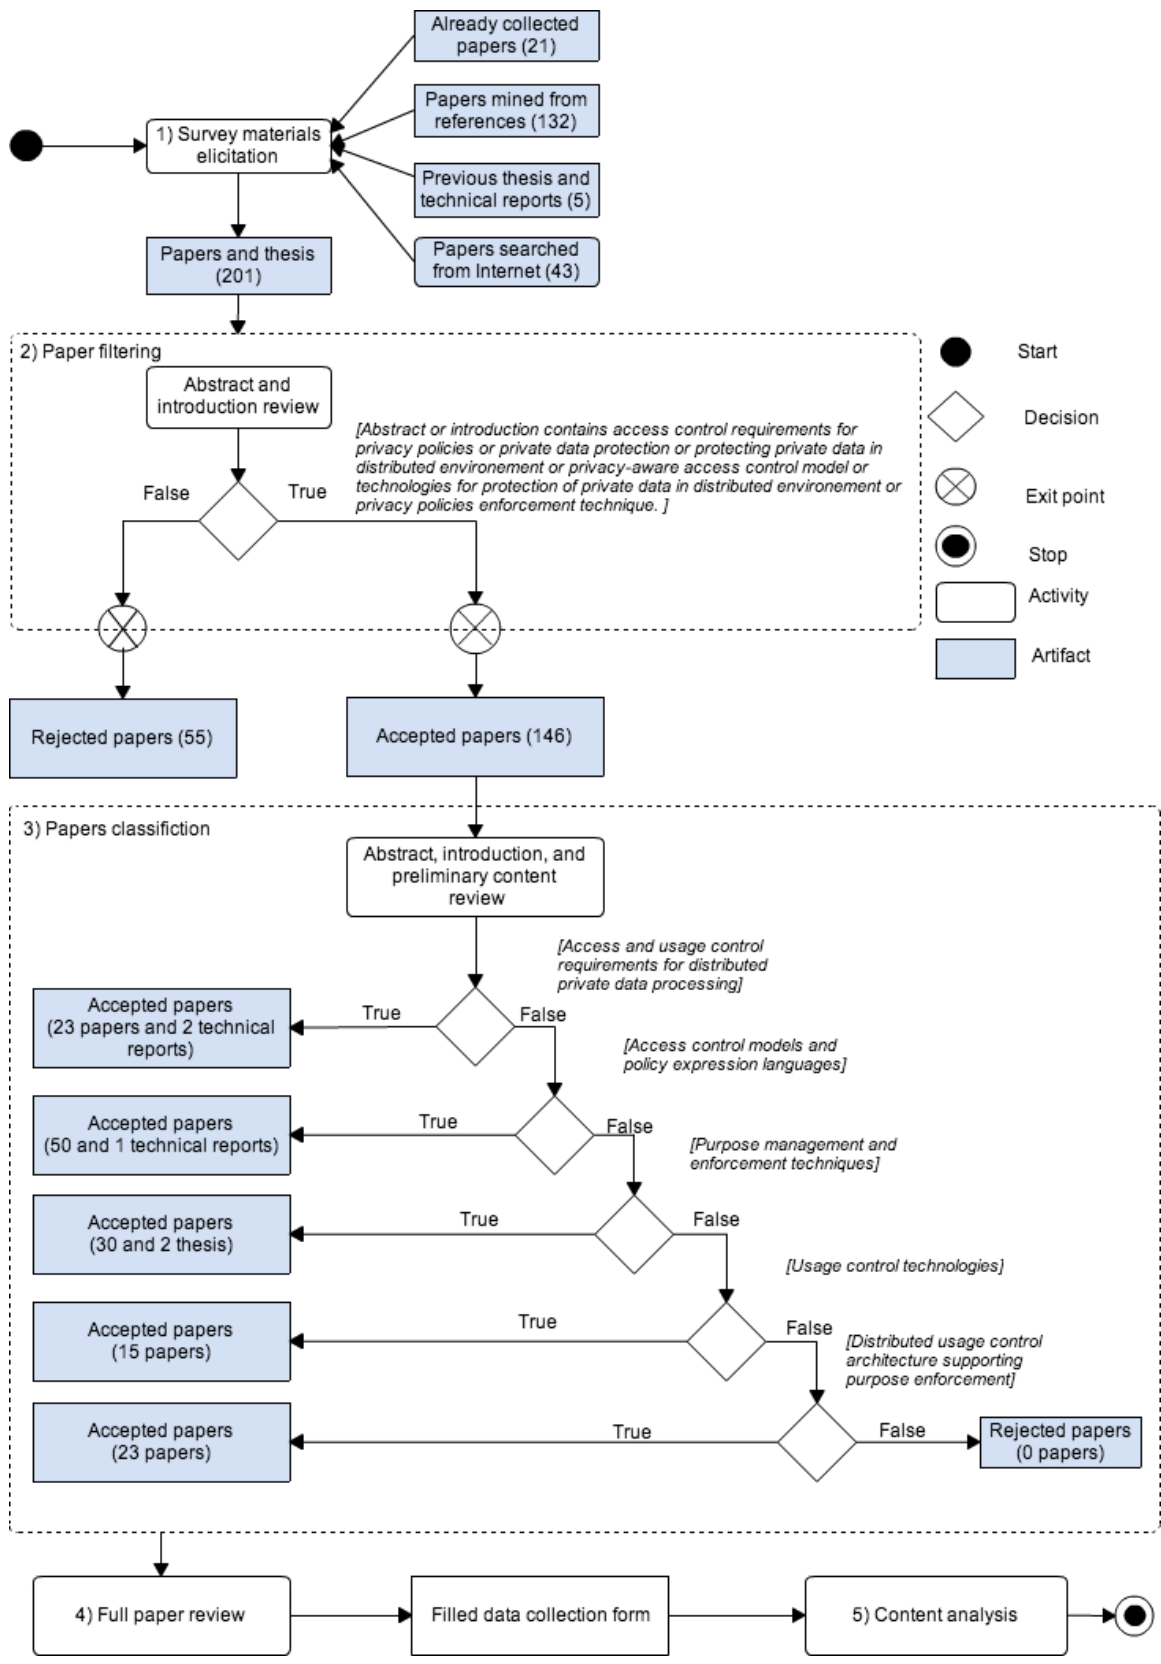 Already collected
papers (21)
Papers mined from
references (132)
1) Survey materials
elicitation
Previous thesis and
technical reports (5)
Papers searched
from Internet (43)
Papers and thesis
(201)
2) Paper filtering
Abstract and
introduction review
[Abstract or introduction contains access control requirements for
privacy policies or private data protection or protecting private data in
distributed environement or privacy-aware access control model or
technologies for protection of private data in distributed environement or
privacy policies enforcement technique. ]
False
True
Start
Decision
Exit point
Stop
Activity
Artifact
Rejected papers (55)
Accepted papers (146)
3) Papers classifiction
Abstract, introduction, and
preliminary content
review
[Access and usage control
requirements for distributed
private data processing]
Accepted papers
(23 papers and 2 technical
reports)
True
False
[Access control models and
policy expression languages]
Accepted papers
(50 and 1 technical reports)
True
False
[Purpose management and
enforcement techniques]
Accepted papers
(30 and 2 thesis)
True
False
[Usage control technologies]
Accepted papers
(15 papers)
True
False
[Distributed usage control
architecture supporting
purpose enforcement]
Accepted papers
(23 papers)
True
False
Rejected papers
(0 papers)
4) Full paper review
Filled data collection form
5) Content analysis